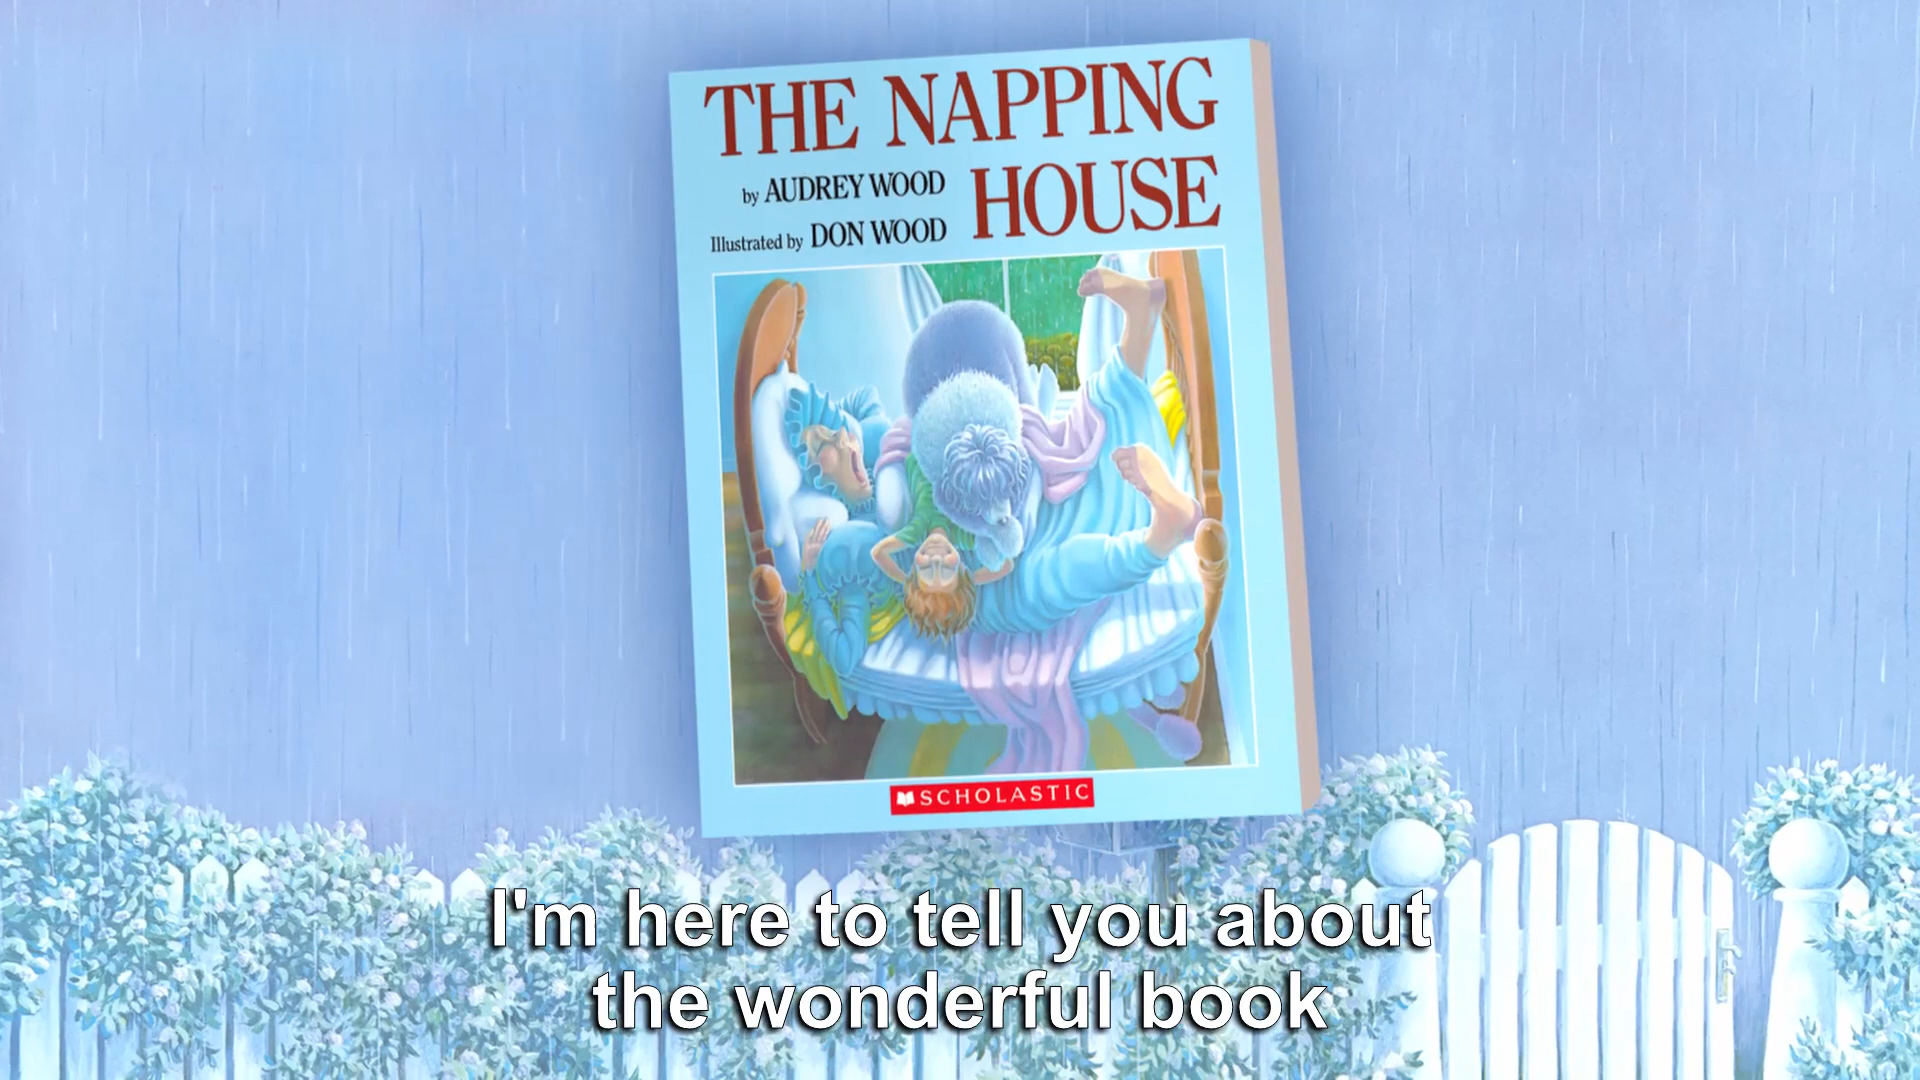 THE NAPPING
HOUSE
by AUDREY WOOD
Illustrated by DON WOOD
SCHOLASTIC
I'm here to tell you about
the wonderful book